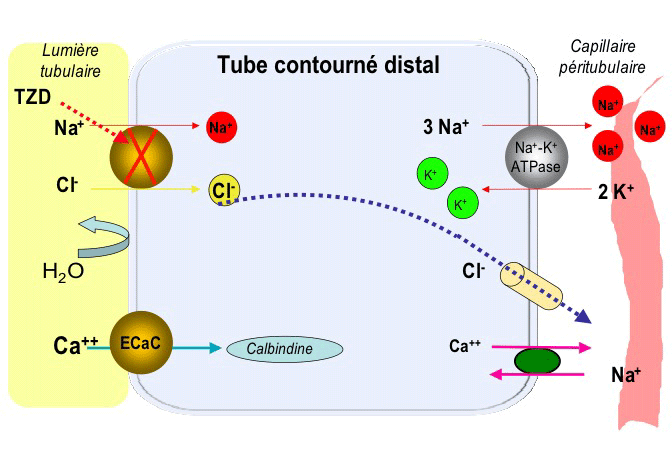 Lumière
tubulaire
Tube contourné distal
Capillaire
péritubulaire
TZD
Na⁺
Na⁺
3 Na⁺
Na⁺-K⁺
ATPase
Na⁺
Na⁺
Na⁺
Cl⁻
Cl⁻
K⁺
K⁺
2 K⁺
H₂O
Cl⁻
Ca⁺⁺
ECaC
Calbindine
Ca⁺⁺
Na⁺